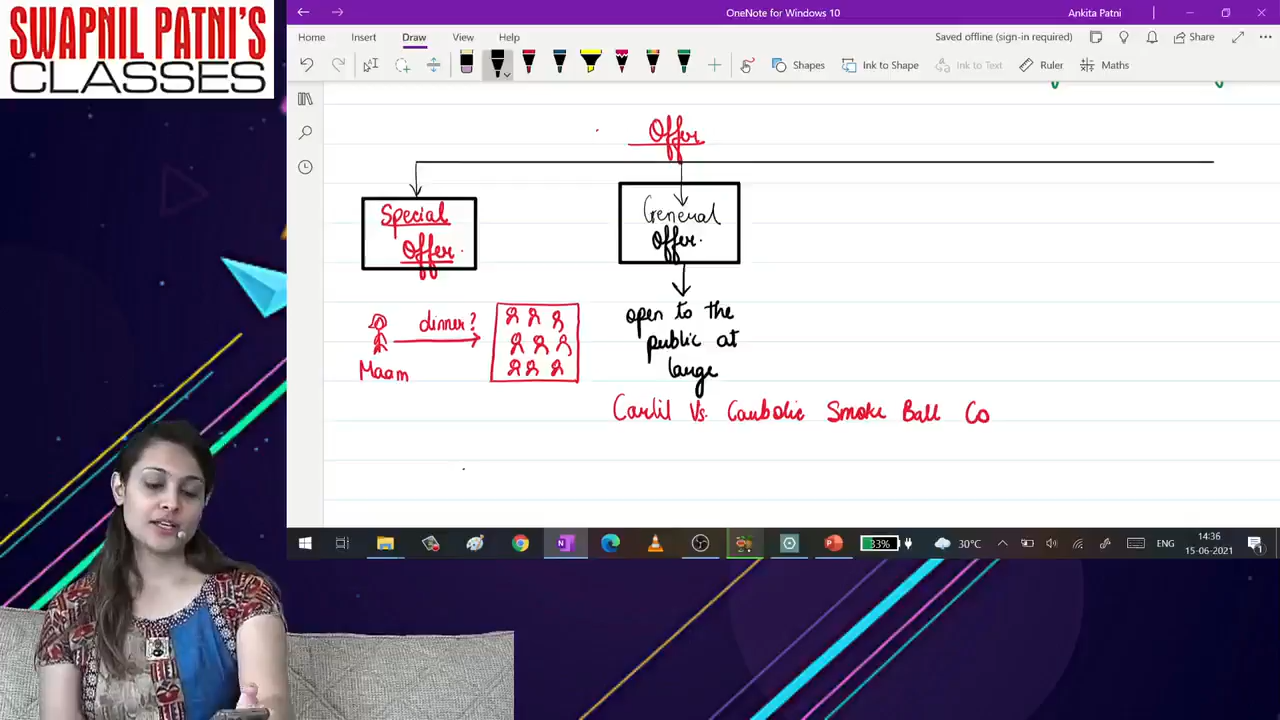 SWAPNIL PATNI'S
CLASSES
OneNote for Windows 10
Ankita Patni
Home Insert Draw View Help
Saved offline (sign-in required)
Share
Shapes
Ink to Shape
Ink to Text
Ruler
Maths
Offer
Special
Offer.
General
Offer.
dinner?
Maam
open to the
public at
large
Carlil Vs. Carbolic Smoke Ball Co
33%
30°C
ENG
14:36
15-06-2021
1